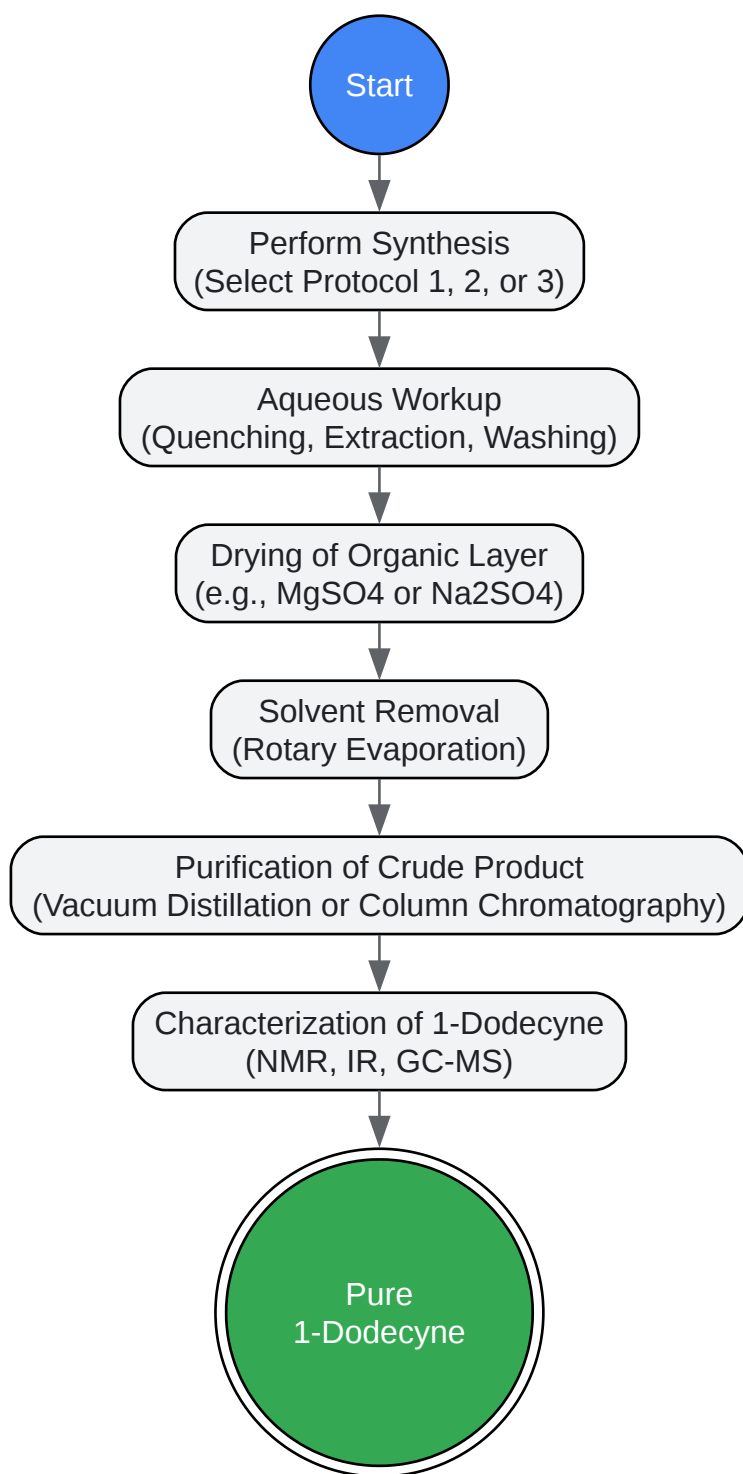 Start
Perform Synthesis
(Select Protocol 1, 2, or 3)
Aqueous Workup
(Quenching, Extraction, Washing)
Drying of Organic Layer
(e.g., MgSO4 or Na2SO4)
Solvent Removal
(Rotary Evaporation)
Purification of Crude Product
(Vacuum Distillation or Column Chromatography)
Characterization of 1-Dodecyne
(NMR, IR, GC-MS)
Pure
1-Dodecyne